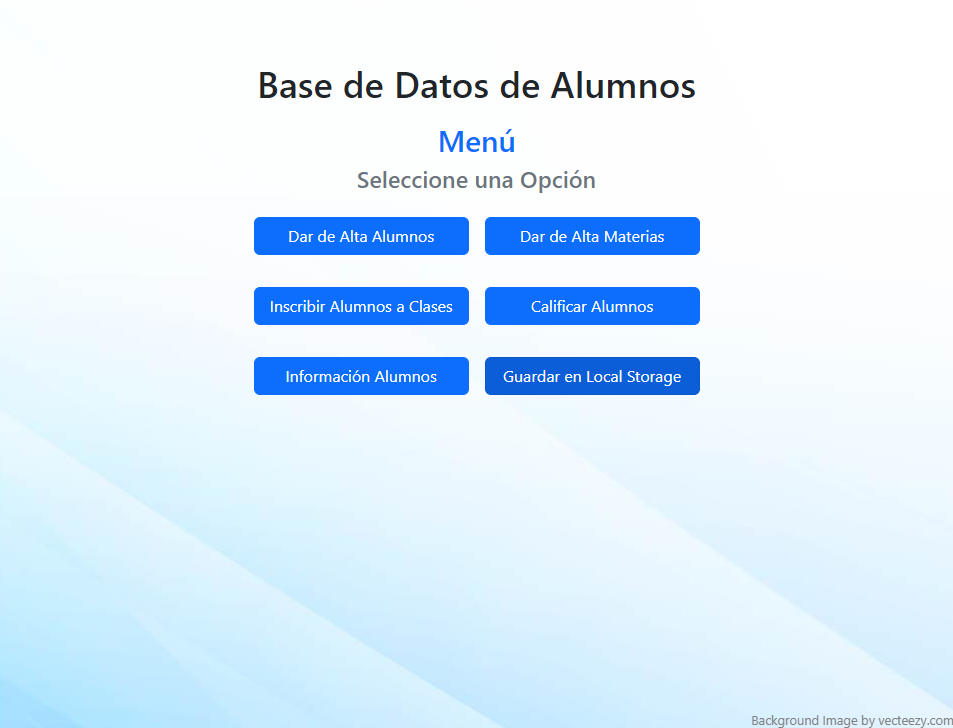 Base de Datos de Alumnos
Menú
Seleccione una Opción
Dar de Alta Alumnos
Dar de Alta Materias
Inscribir Alumnos a Clases
Calificar Alumnos
Información Alumnos
Guardar en Local Storage
Background Image by vecteezy.com